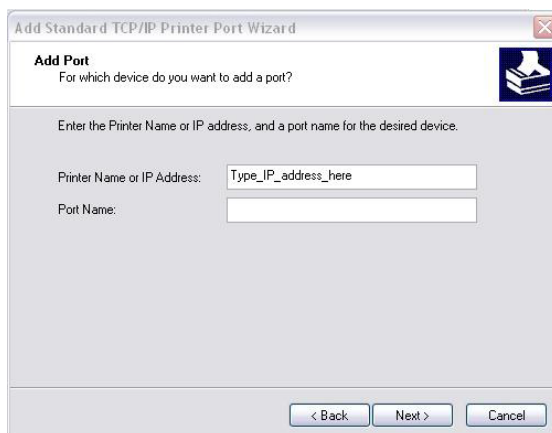 Add Standard TCP/IP Printer Port Wizard
Add Port
For which device do you want to add a port?
Enter the Printer Name or IP address, and a port name for the desired device.
Printer Name or IP Address: Type_IP_address_here
Port Name:
< Back Next > Cancel